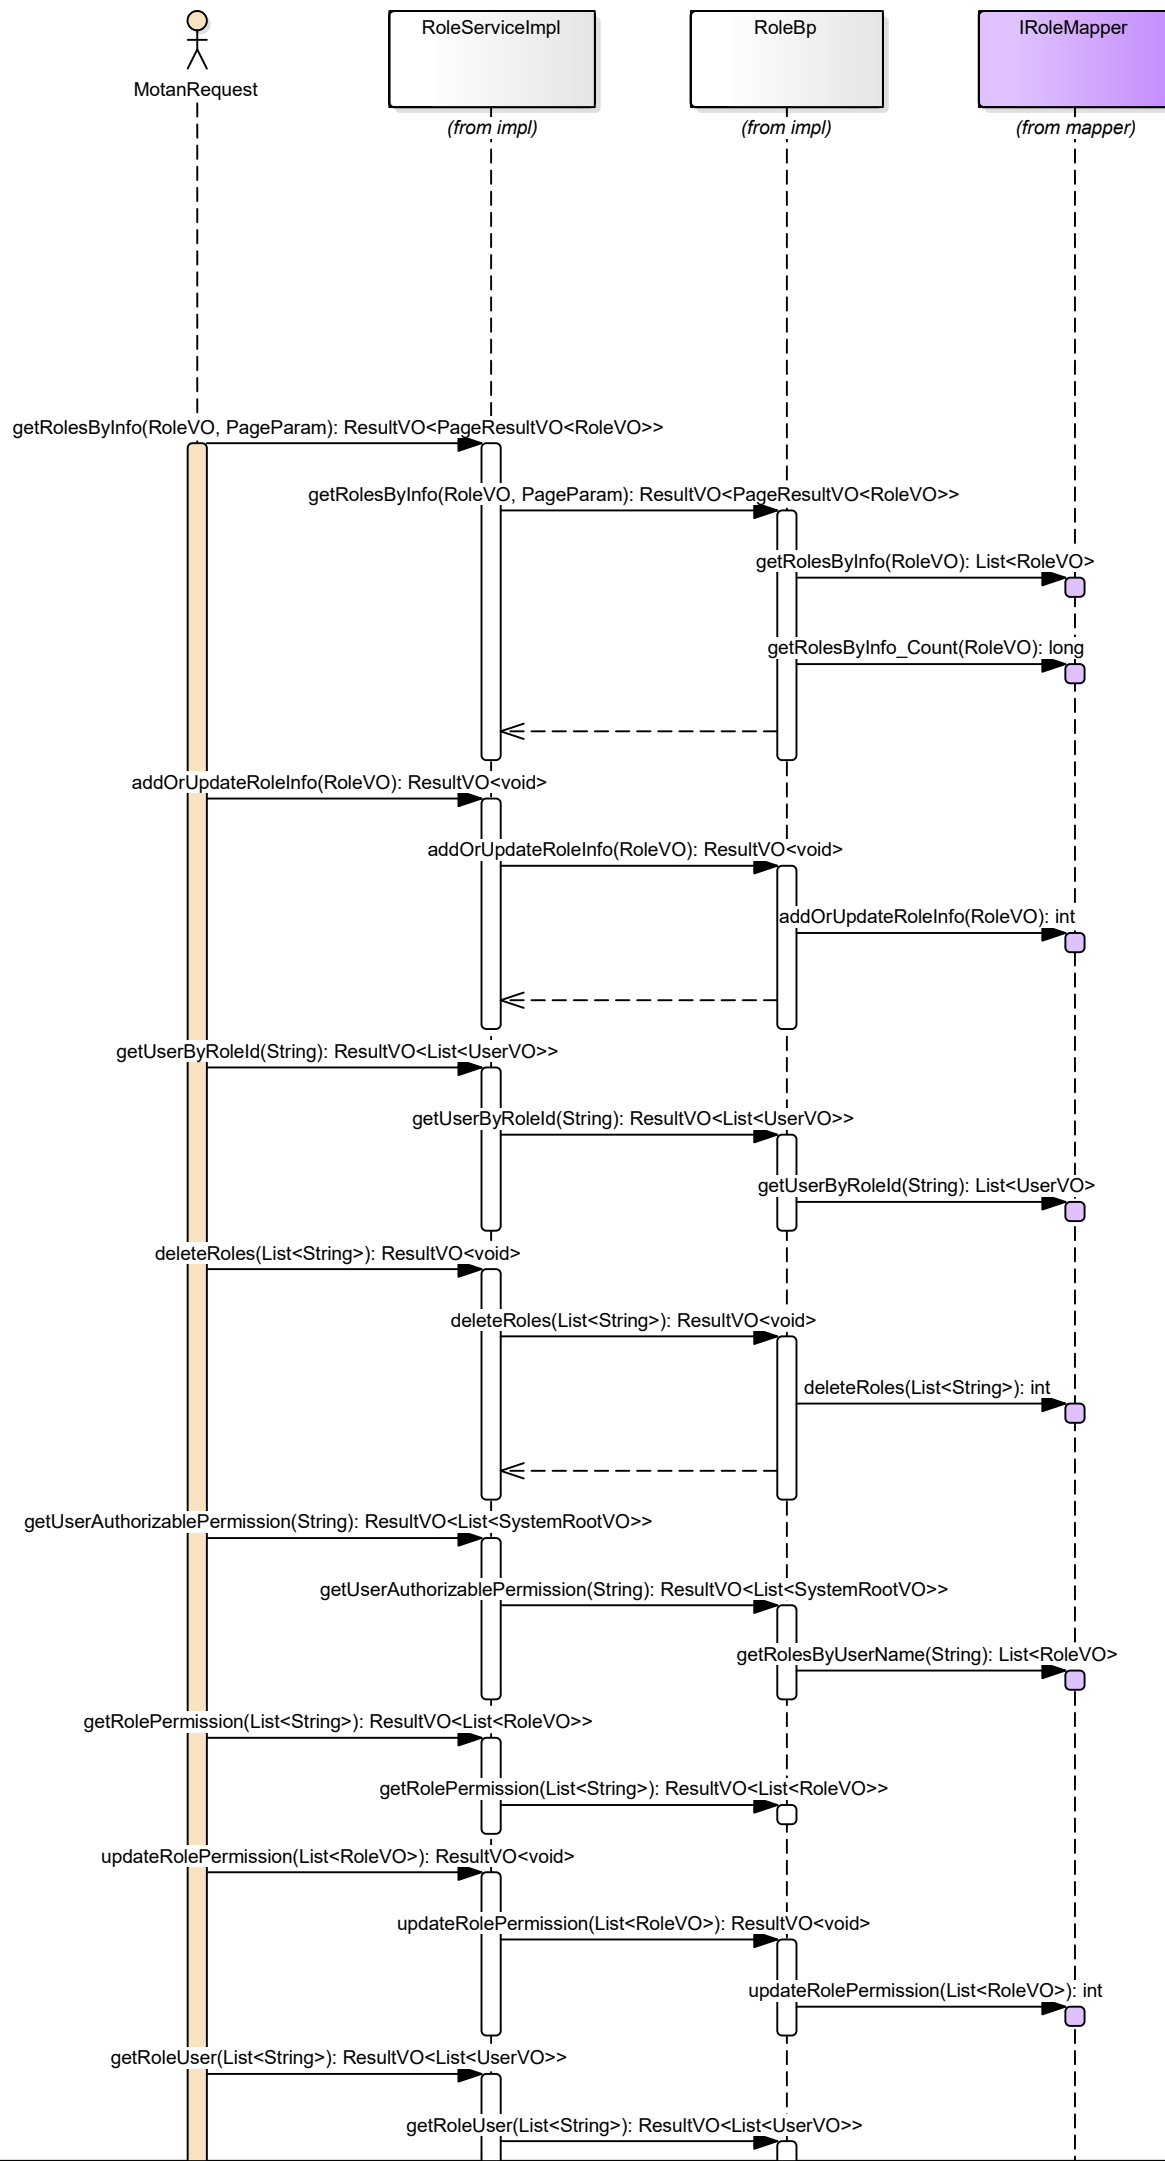 MotanRequest
RoleServiceImpl
(from impl)
RoleBp
(from impl)
IRoleMapper
(from mapper)
getRolesByInfo(RoleVO, PageParam): ResultVO<PageResultVO<RoleVO>>
getRolesByInfo(RoleVO, PageParam): ResultVO<PageResultVO<RoleVO>>
getRolesByInfo(RoleVO): List<RoleVO>
getRolesByInfo_Count(RoleVO): long
addOrUpdateRoleInfo(RoleVO): ResultVO<void>
addOrUpdateRoleInfo(RoleVO): ResultVO<void>
addOrUpdateRoleInfo(RoleVO): int
getUserByRoleId(String): ResultVO<List<UserVO>>
getUserByRoleId(String): ResultVO<List<UserVO>>
getUserByRoleId(String): List<UserVO>
deleteRoles(List<String>): ResultVO<void>
deleteRoles(List<String>): ResultVO<void>
deleteRoles(List<String>): int
getUserAuthorizablePermission(String): ResultVO<List<SystemRootVO>>
getUserAuthorizablePermission(String): ResultVO<List<SystemRootVO>>
getRolesByUserName(String): List<RoleVO>
getRolePermission(List<String>): ResultVO<List<RoleVO>>
getRolePermission(List<String>): ResultVO<List<RoleVO>>
updateRolePermission(List<RoleVO>): ResultVO<void>
updateRolePermission(List<RoleVO>): ResultVO<void>
updateRolePermission(List<RoleVO>): int
getRoleUser(List<String>): ResultVO<List<UserVO>>
getRoleUser(List<String>): ResultVO<List<UserVO>>